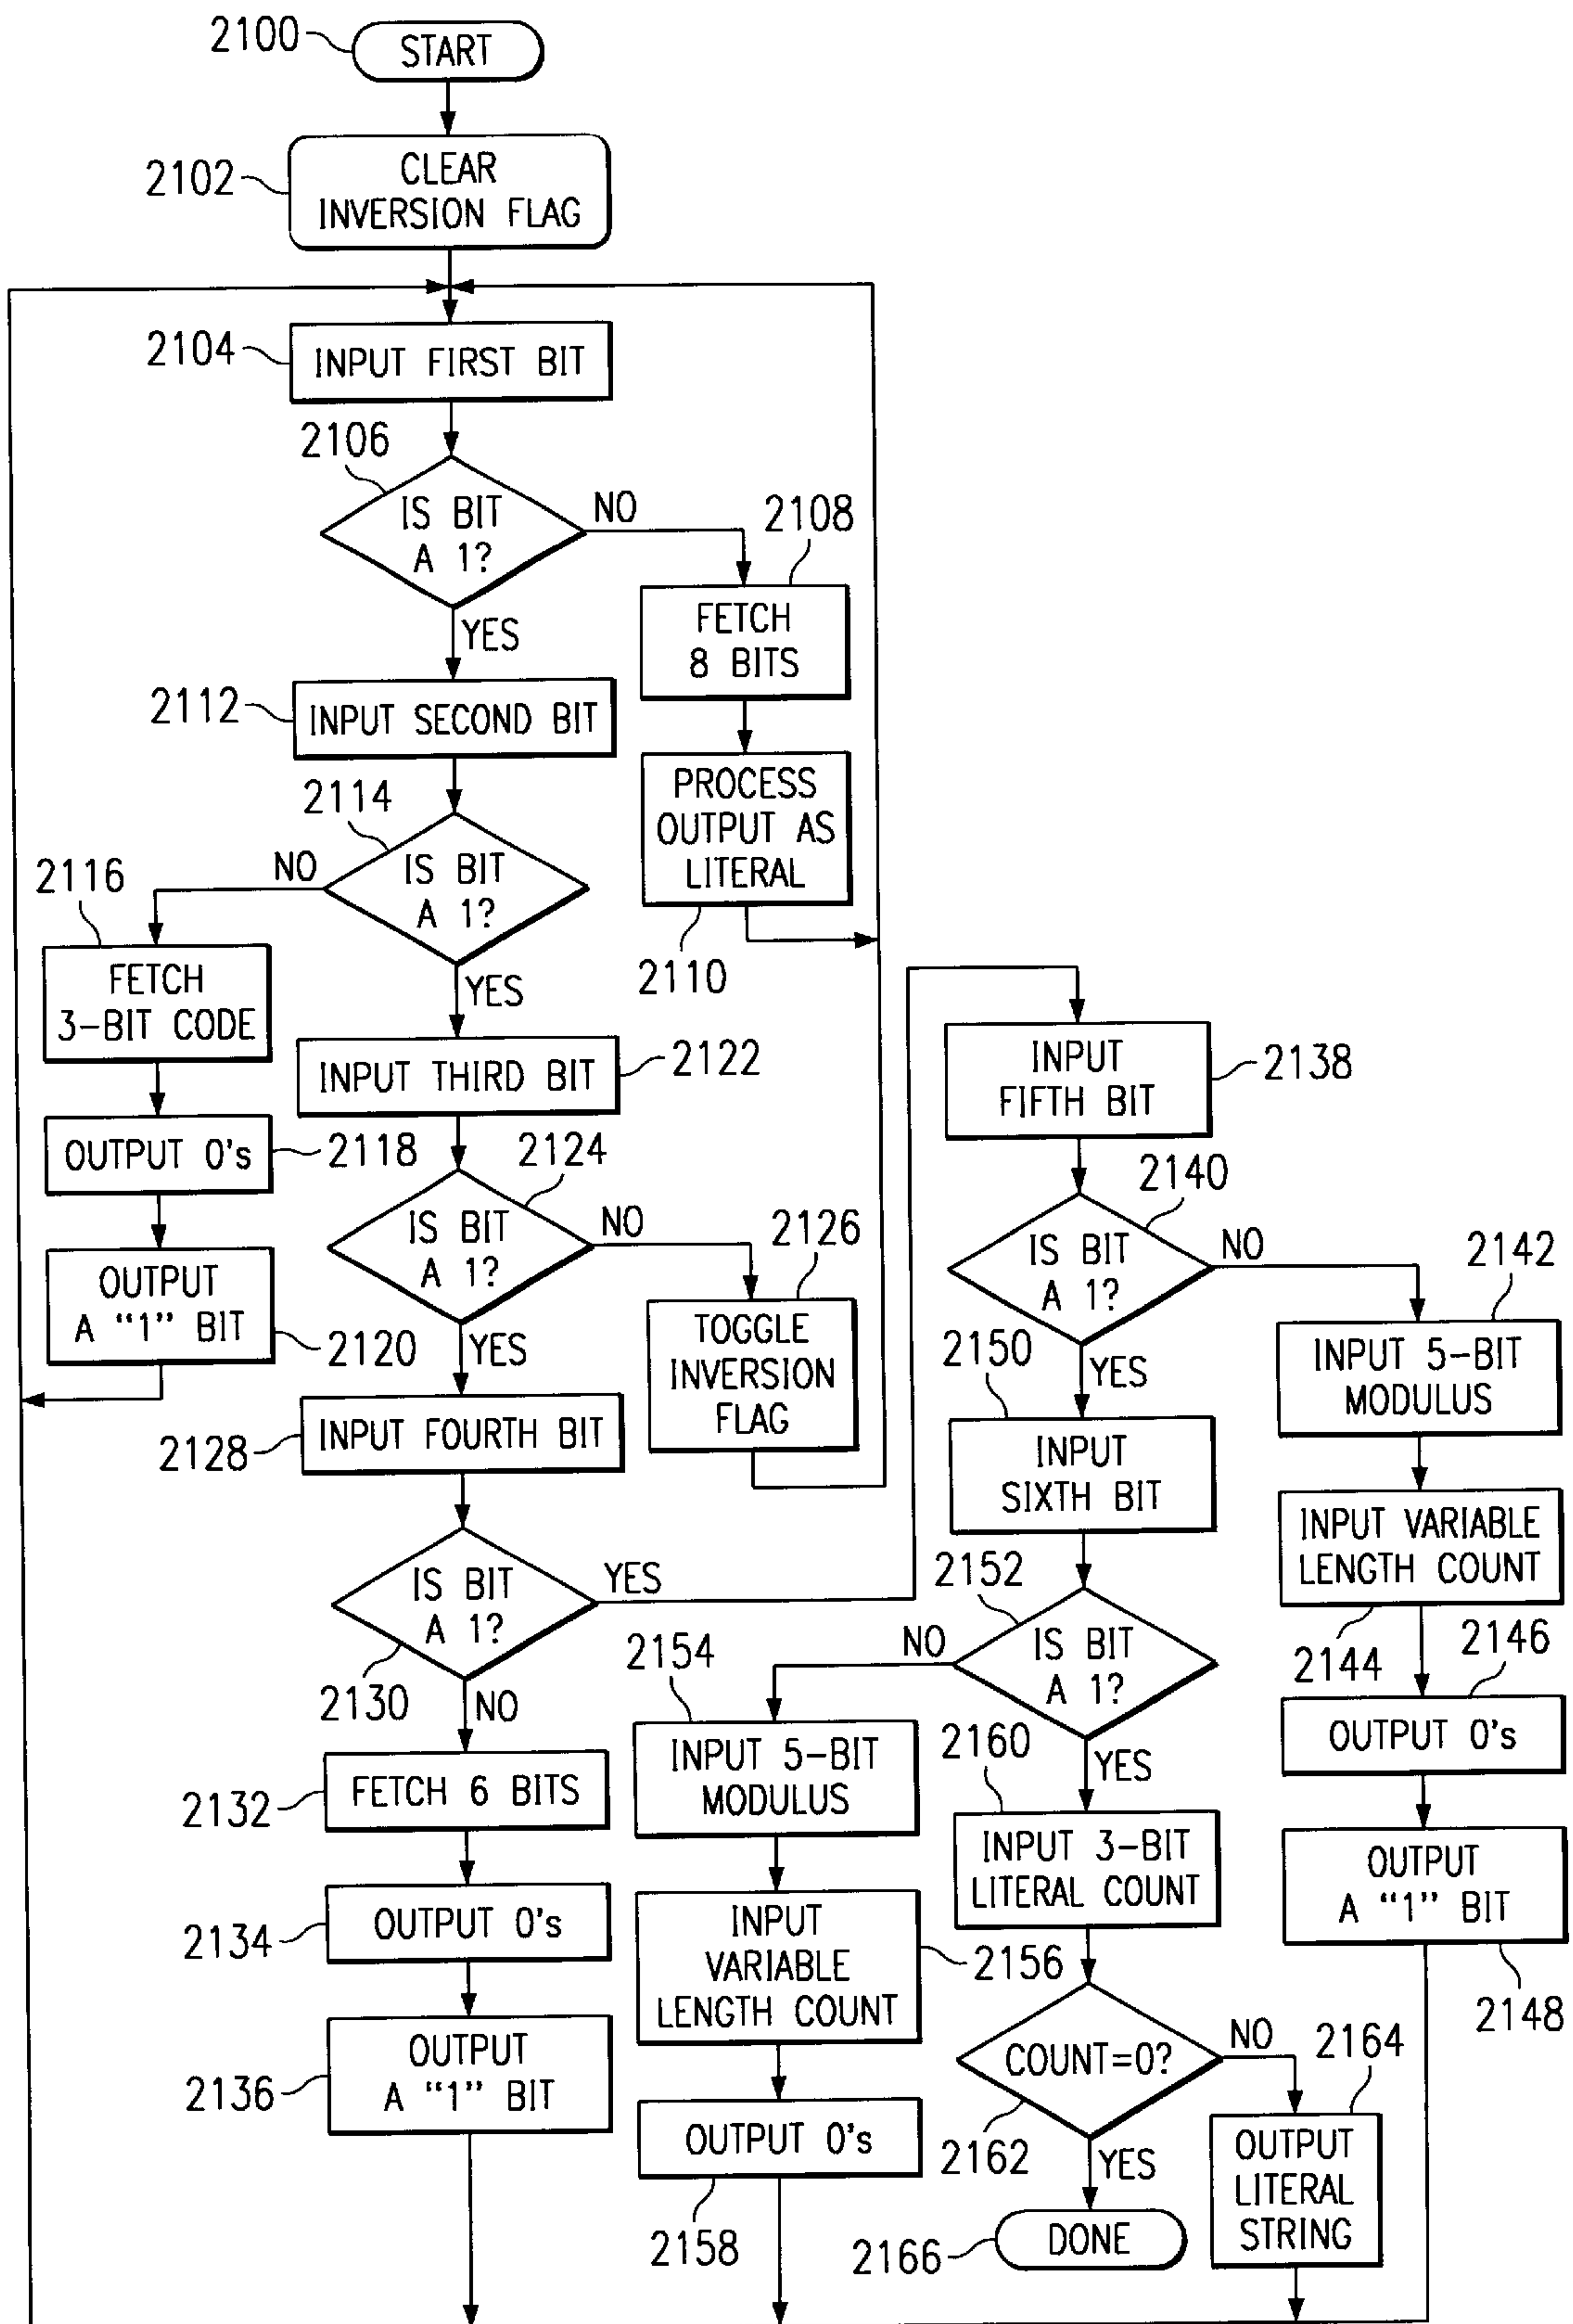 2100
START
2102
CLEAR
INVERSION FLAG
2104
INPUT FIRST BIT
2106
IS BIT
A 1?
NO
YES
2108
FETCH
8 BITS
PROCESS
OUTPUT AS
LITERAL
2110
2112
INPUT SECOND BIT
2114
IS BIT
A 1?
NO
YES
2116
FETCH
3-BIT CODE
OUTPUT 0's
2118
OUTPUT
A "1" BIT
2120
INPUT THIRD BIT
2122
2124
IS BIT
A 1?
NO
YES
2126
TOGGLE
INVERSION
FLAG
2128
INPUT FOURTH BIT
IS BIT
A 1?
YES
2130
NO
2132
FETCH 6 BITS
2134
OUTPUT 0's
2136
OUTPUT
A "1" BIT
INPUT
FIFTH BIT
2138
2140
IS BIT
A 1?
NO
YES
2142
INPUT 5-BIT
MODULUS
INPUT VARIABLE
LENGTH COUNT
2144
2146
OUTPUT 0's
OUTPUT
A "1" BIT
2148
2150
INPUT
SIXTH BIT
2152
IS BIT
A 1?
NO
YES
2154
INPUT 5-BIT
MODULUS
INPUT
VARIABLE
LENGTH COUNT
2156
OUTPUT 0's
2158
2160
INPUT 3-BIT
LITERAL COUNT
COUNT=0?
NO
2162
YES
2164
OUTPUT
LITERAL
STRING
2166
DONE